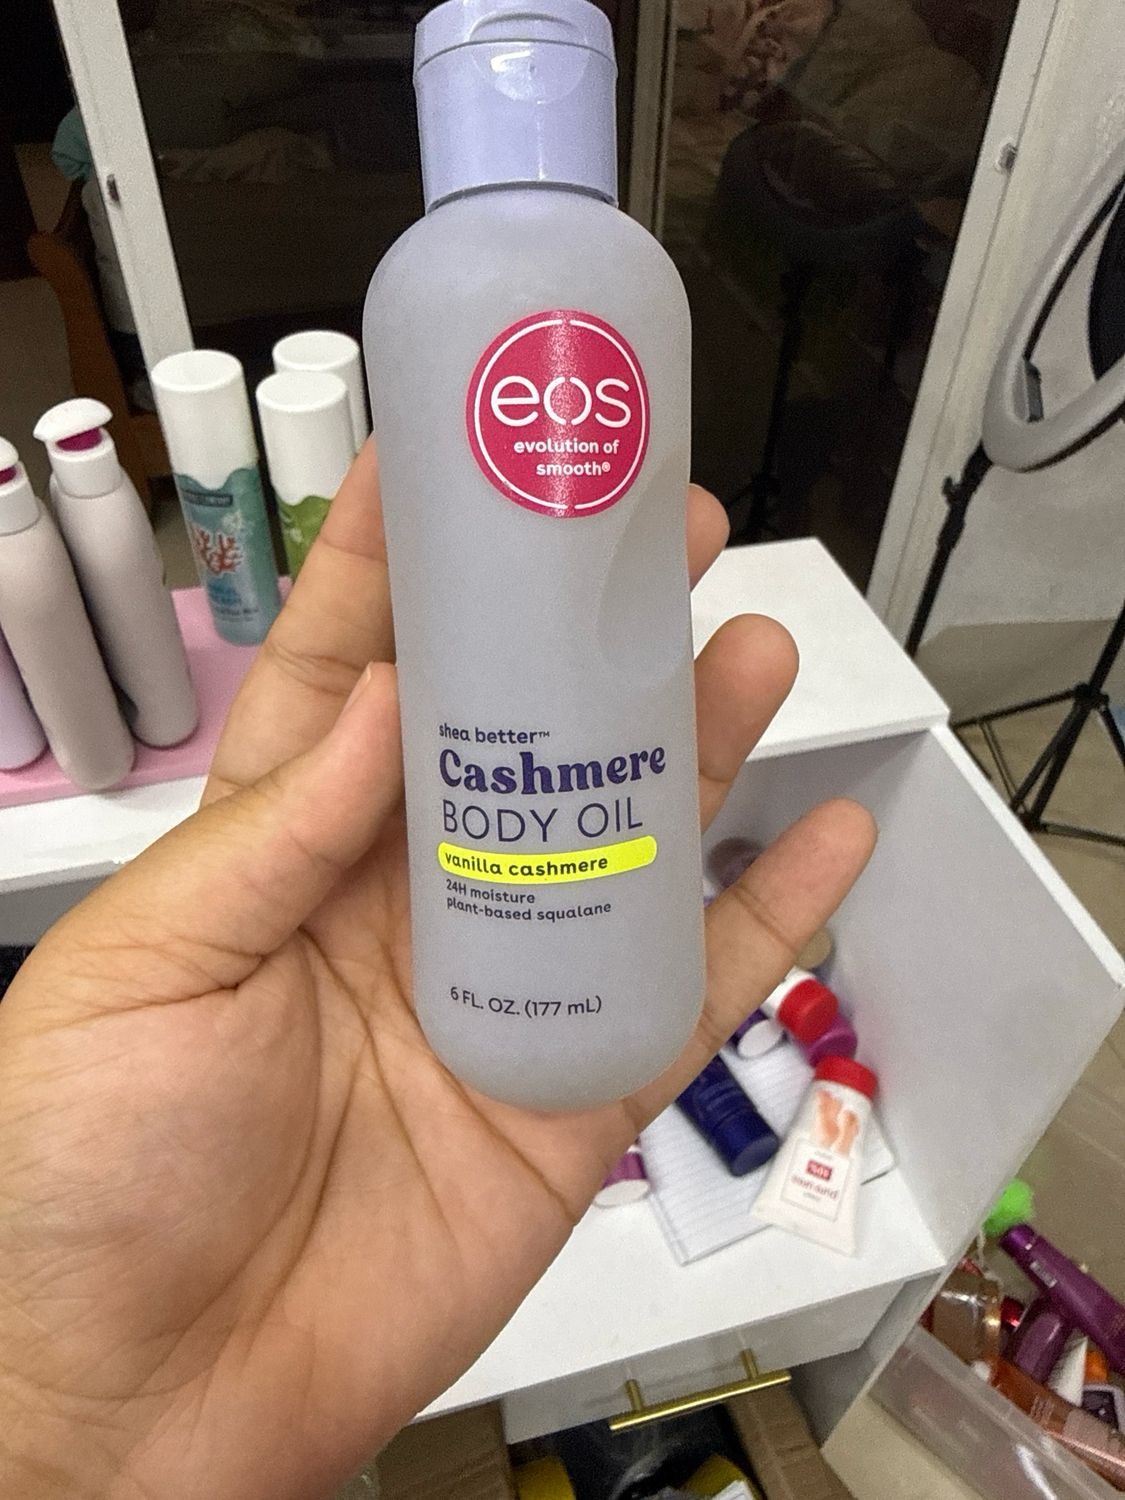 eos
evolution of
smooth®
shea better™
Cashmere
BODY OIL
vanilla cashmere
24H moisture
plant-based squalane
6 FL. OZ. (177 mL)